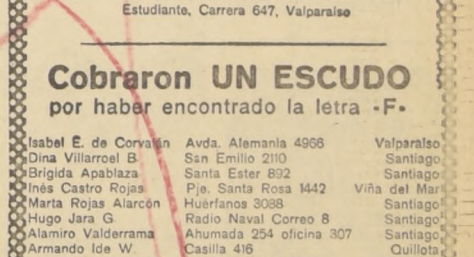 Estudiante, Carrera 647, Valparaíso
Cobraron UN ESCUDO
por haber encontrado la letra -F-
Isabel E. de Corvalán Avda. Alemania 4966 Valparaíso
Dina Villarroel B San Emilio 2110 Santiago
Brigida Apablaza Santa Ester 892 Santiago
Inés Castro Rojas Pje. Santa Rosa 1442 Viña del Mar
Marta Rojas Alarcón Huérfanos 3088 Santiago
Hugo Jara G. Radio Naval Correo 8 Santiago
Alamiro Valderrama Ahumada 254 oficina 307 Santiago
Armando Ide W. Casilla 416 Quillota